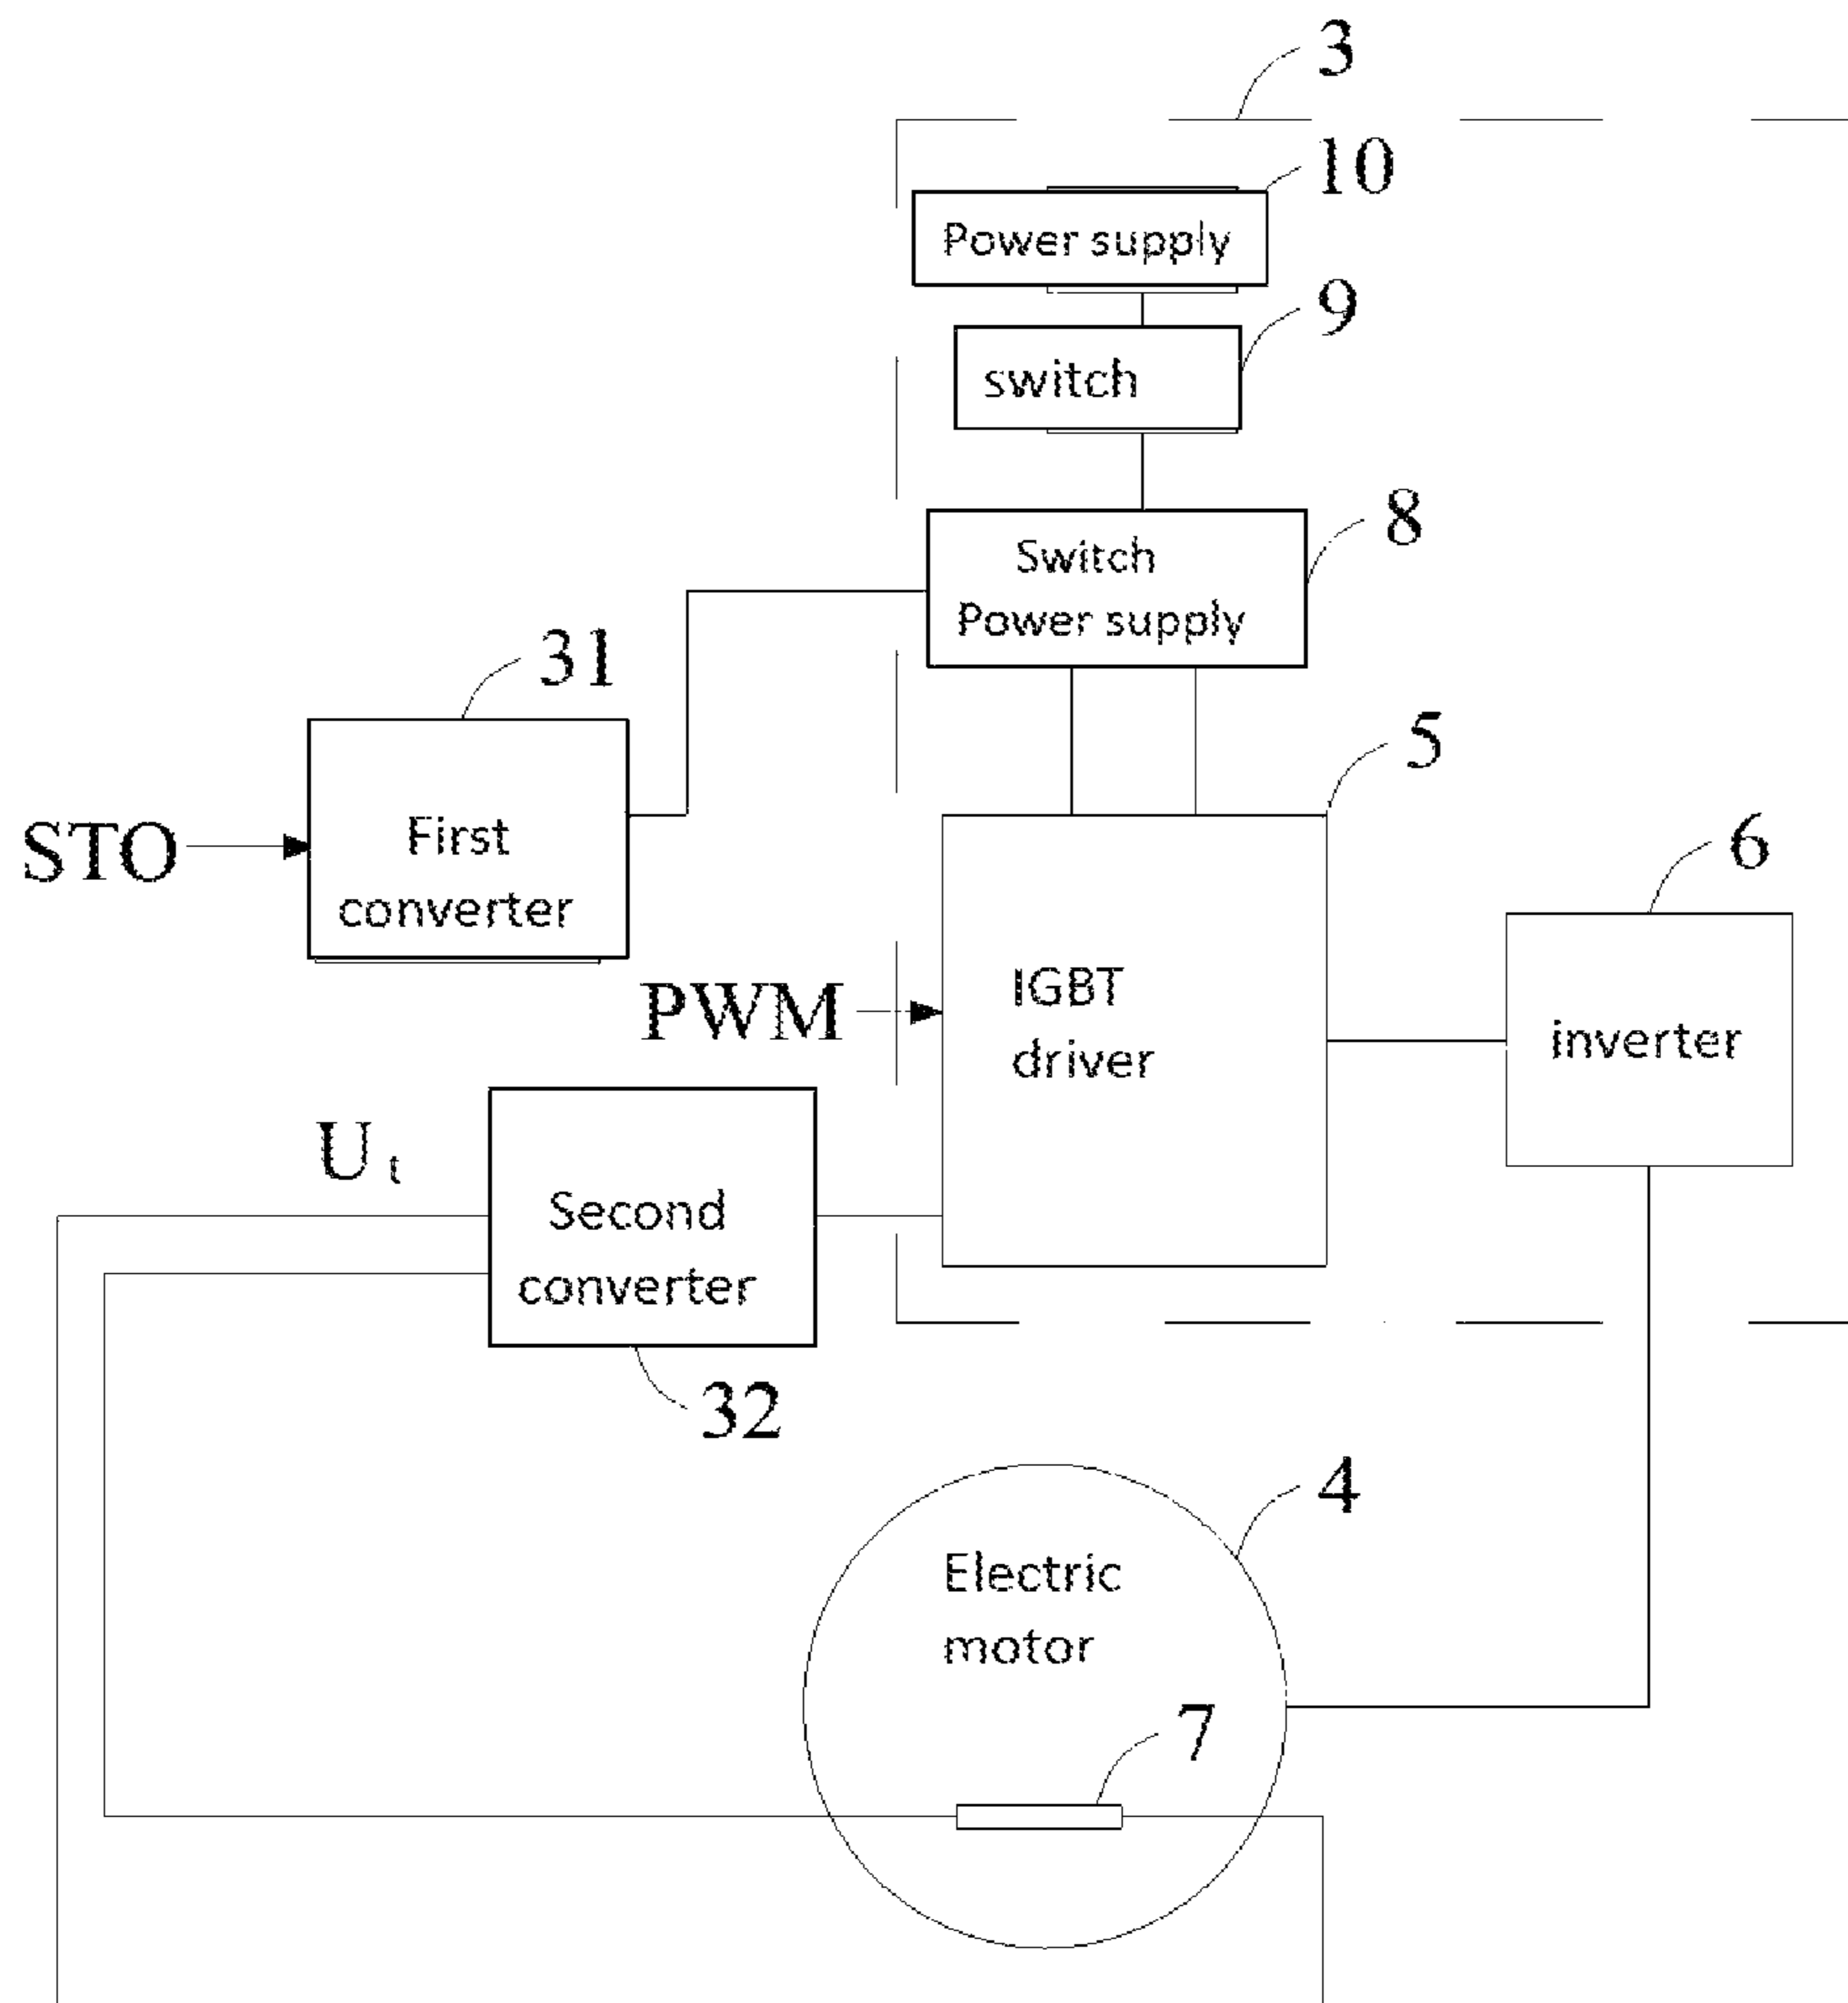 3
10
Power supply
9
switch
8
Switch
Power supply
31
5
STO
First
converter
6
PWM
IGBT
driver
inverter
U t
Second
converter
32
4
Electric
motor
7